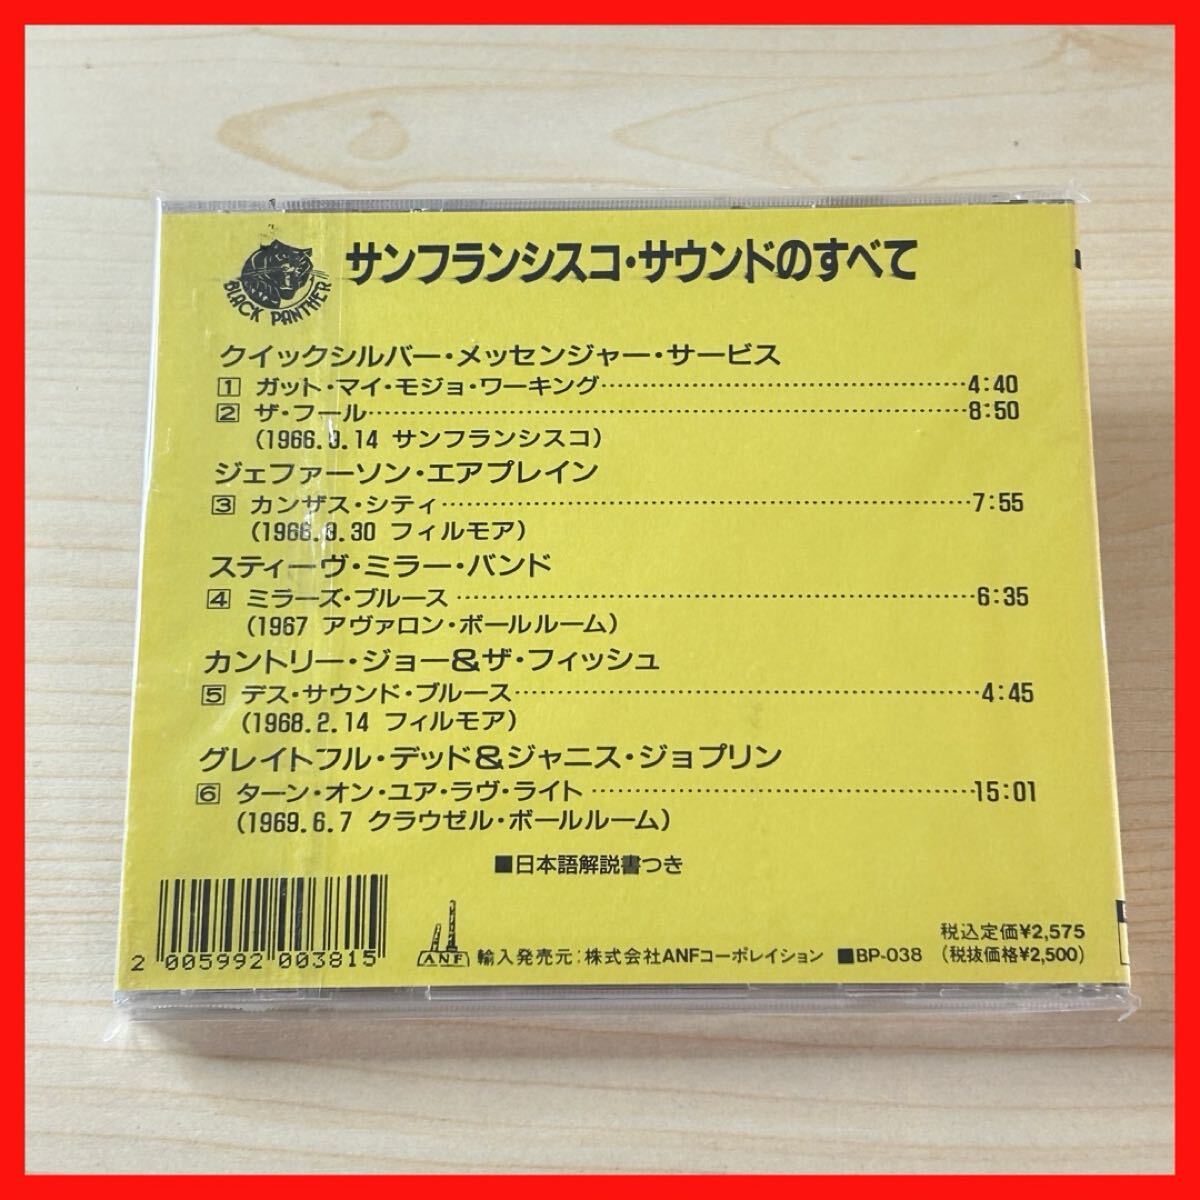 サンフランシスコ・サウンドのすべて
BLACK PANTHER
クイックシルバー・メッセンジャー・サービス
1 ガット・マイ・モジョ・ワーキング 4:40
2 ザ・フール 8:50
(1966.9.14 サンフランシスコ)
ジェファーソン・エアプレイン
3 カンザス・シティ 7:55
(1966.9.30 フィルモア)
スティーヴ・ミラー・バンド
4 ミラーズ・ブルース 6:35
(1967 アヴァロン・ボールルーム)
カントリー・ジョー&ザ・フィッシュ
5 デス・サウンド・ブルース 4:45
(1968.2.14 フィルモア)
グレイトフル・デッド&ジャニス・ジョプリン
6 ターン・オン・ユア・ラヴ・ライト 15:01
(1969.6.7 クラウゼル・ボールルーム)
■日本語解説書つき
2 005992 003815
ANF
輸入発売元:株式会社ANFコーポレイション ■BP-038
税込定価¥2,575
(税抜価格¥2,500)